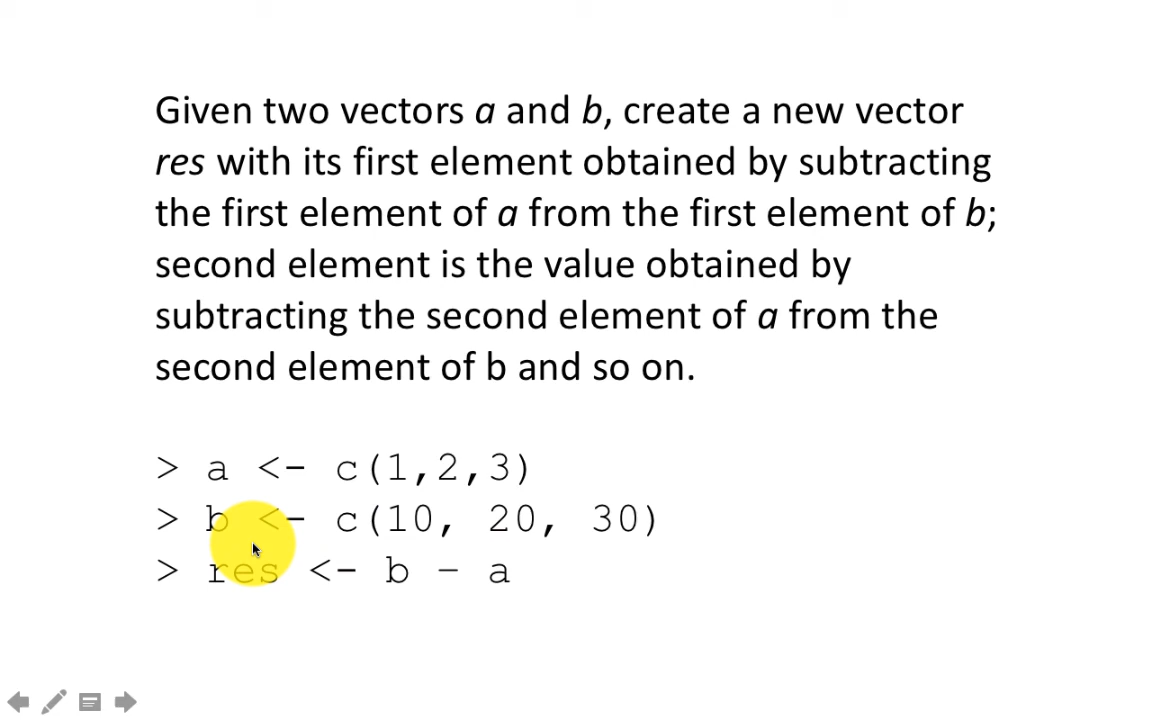 Given two vectors a and b, create a new vector
res with its first element obtained by subtracting
the first element of a from the first element of b;
second element is the value obtained by
subtracting the second element of a from the
second element of b and so on.
> a <- c(1,2,3)
> b <- c(10, 20, 30)
> res <- b – a